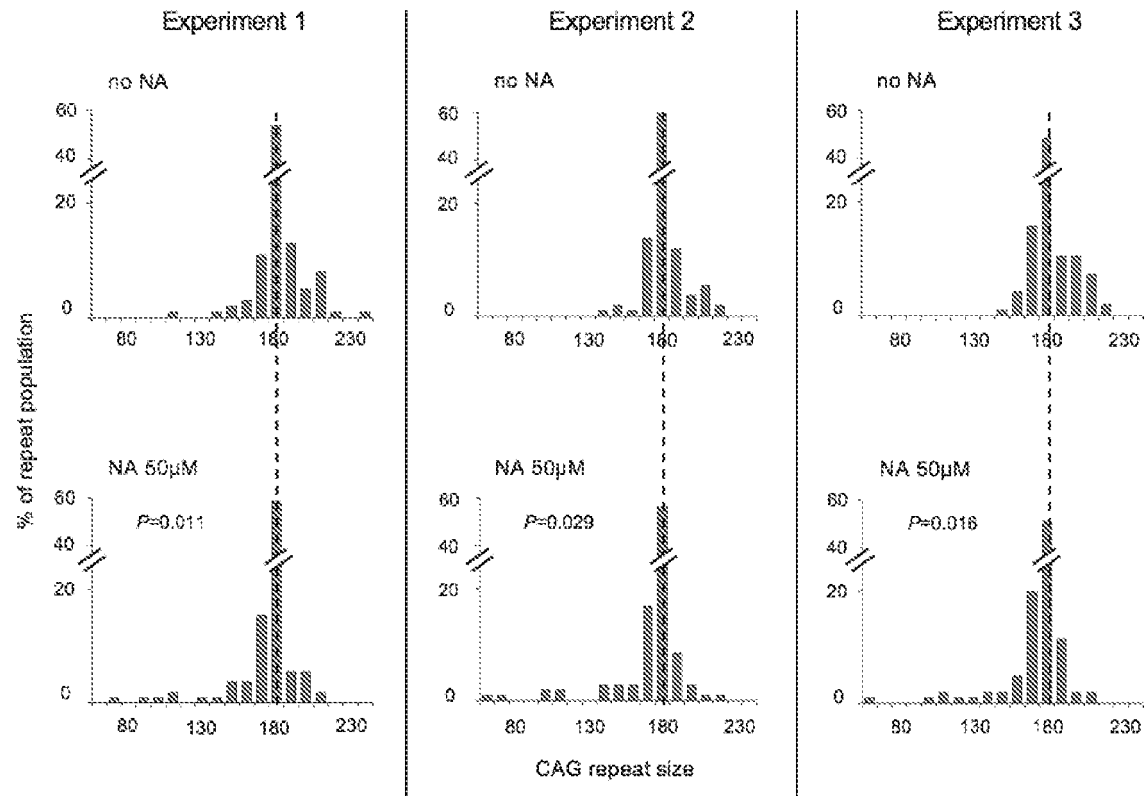 Experiment 1
Experiment 2
Experiment 3
no NA
no NA
no NA
60
40
20
0
80 130 180 230
60
40
20
0
80 130 180 230
60
40
20
0
80 130 180 230
% of repeat population
NA 50µM
P=0.011
NA 50µM
P=0.029
NA 50µM
P=0.016
60
40
20
0
80 130 180 230
60
40
20
0
80 130 180 230
60
40
20
0
80 130 180 230
CAG repeat size